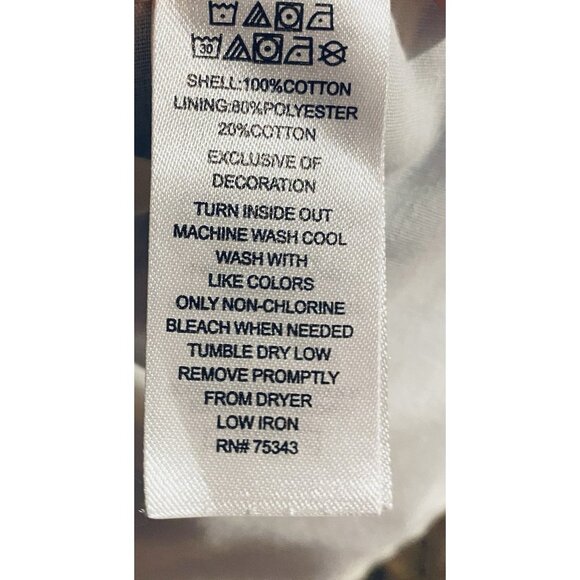 30
SHELL:100%COTTON
LINING:80%POLYESTER
20%COTTON
EXCLUSIVE OF
DECORATION
TURN INSIDE OUT
MACHINE WASH COOL
WASH WITH
LIKE COLORS
ONLY NON-CHLORINE
BLEACH WHEN NEEDED
TUMBLE DRY LOW
REMOVE PROMPTLY
FROM DRYER
LOW IRON
RN# 75343